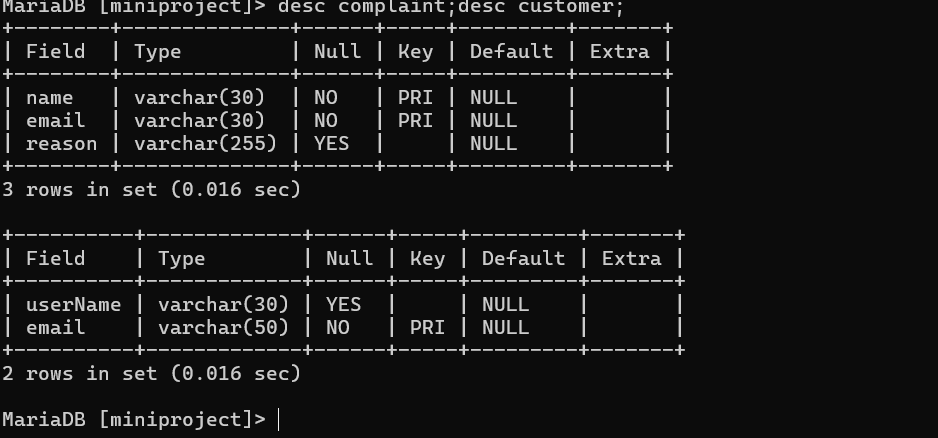 MariaDB [miniproject]> desc complaint;desc customer;
+--------+--------------+------+-----+---------+-------+
| Field  | Type         | Null | Key | Default | Extra |
+--------+--------------+------+-----+---------+-------+
| name   | varchar(30)  | NO   | PRI | NULL    |       |
| email  | varchar(30)  | NO   | PRI | NULL    |       |
| reason | varchar(255) | YES  |     | NULL    |       |
+--------+--------------+------+-----+---------+-------+
3 rows in set (0.016 sec)
+----------+-------------+------+-----+---------+-------+
| Field    | Type        | Null | Key | Default | Extra |
+----------+-------------+------+-----+---------+-------+
| userName | varchar(30) | YES  |     | NULL    |       |
| email    | varchar(50) | NO   | PRI | NULL    |       |
+----------+-------------+------+-----+---------+-------+
2 rows in set (0.016 sec)
MariaDB [miniproject]>